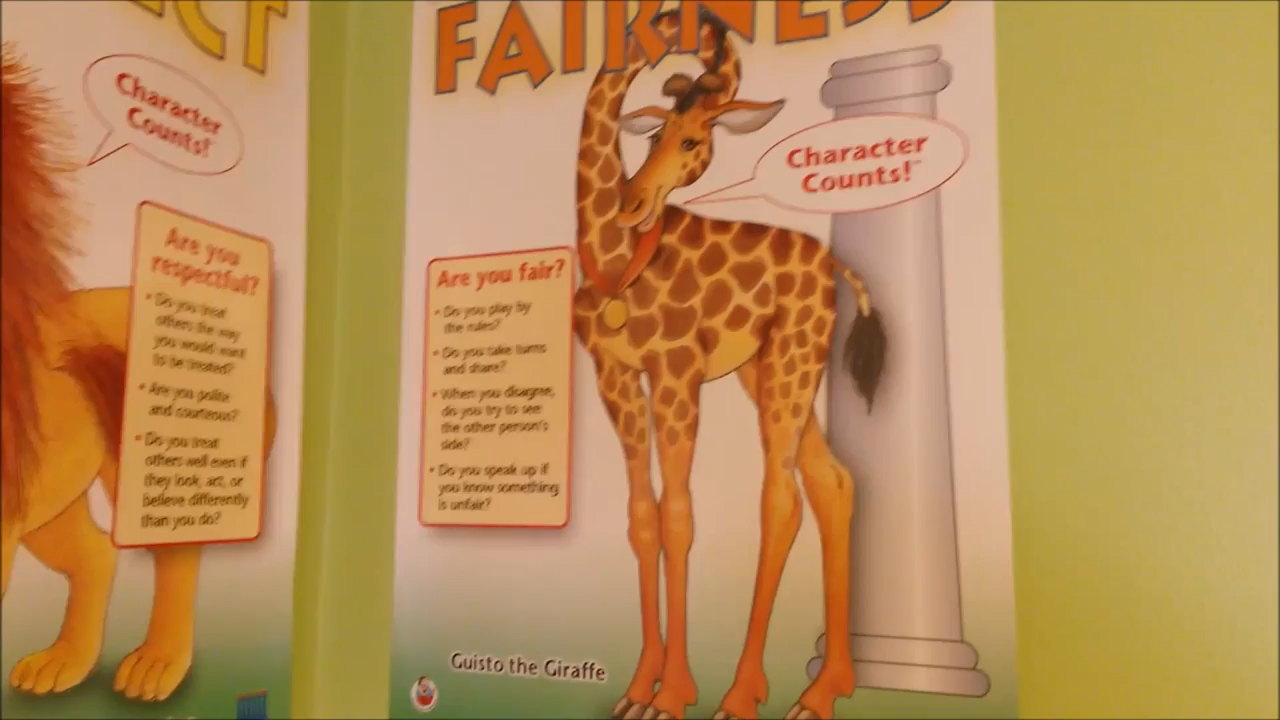 Character
Counts!
Are you
respectful?
• Do you treat
others the way
you would want
to be treated?
• Are you polite
and courteous?
• Do you treat
others well even if
they look, act, or
believe differently
than you do?
FAIRNESS
Character
Counts!™
Are you fair?
• Do you play by
the rules?
• Do you take turns
and share?
• When you disagree,
do you try to see
the other person's
side?
• Do you speak up if
you know something
is unfair?
Guisto the Giraffe